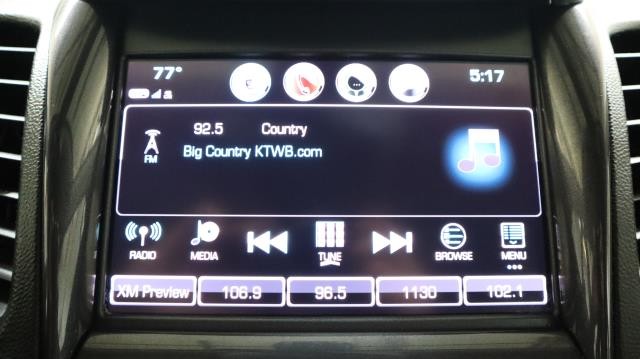 77° 5:17
92.5 Country
FM Big Country KTWB.com
RADIO MEDIA TUNE BROWSE MENU
XM Preview 106.9 96.5 1130 102.1